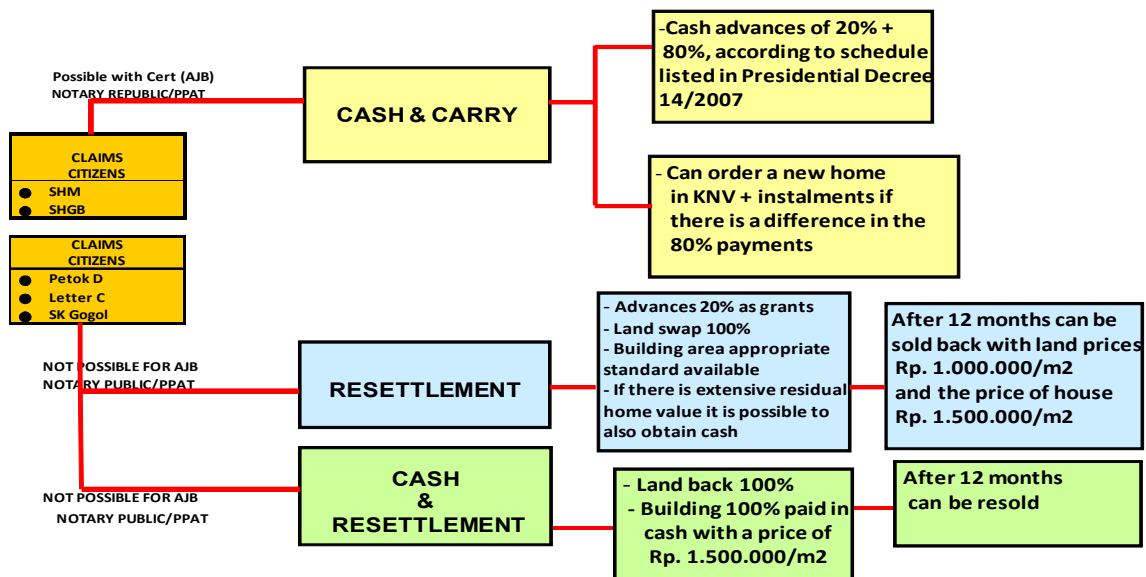 Possible with Cert (AJB)
NOTARY REPUBLIC/PPAT
CLAIMS
CITIZENS
● SHM
● SHGB
CASH & CARRY
-Cash advances of 20% +
80%, according to schedule
listed in Presidential Decree
14/2007
- Can order a new home
in KNV + instalments if
there is a difference in the
80% payments
CLAIMS
CITIZENS
● Petok D
● Letter C
● SK Gogol
NOT POSSIBLE FOR AJB
NOTARY PUBLIC/PPAT
RESETTLEMENT
- Advances 20% as grants
- Land swap 100%
- Building area appropriate
standard available
- If there is extensive residual
home value it is possible to
also obtain cash
After 12 months can be
sold back with land prices
Rp. 1.000.000/m2
and the price of house
Rp. 1.500.000/m2
NOT POSSIBLE FOR AJB
NOTARY PUBLIC/PPAT
CASH
&
RESETTLEMENT
- Land back 100%
- Building 100% paid in
cash with a price of
Rp. 1.500.000/m2
After 12 months
can be resold